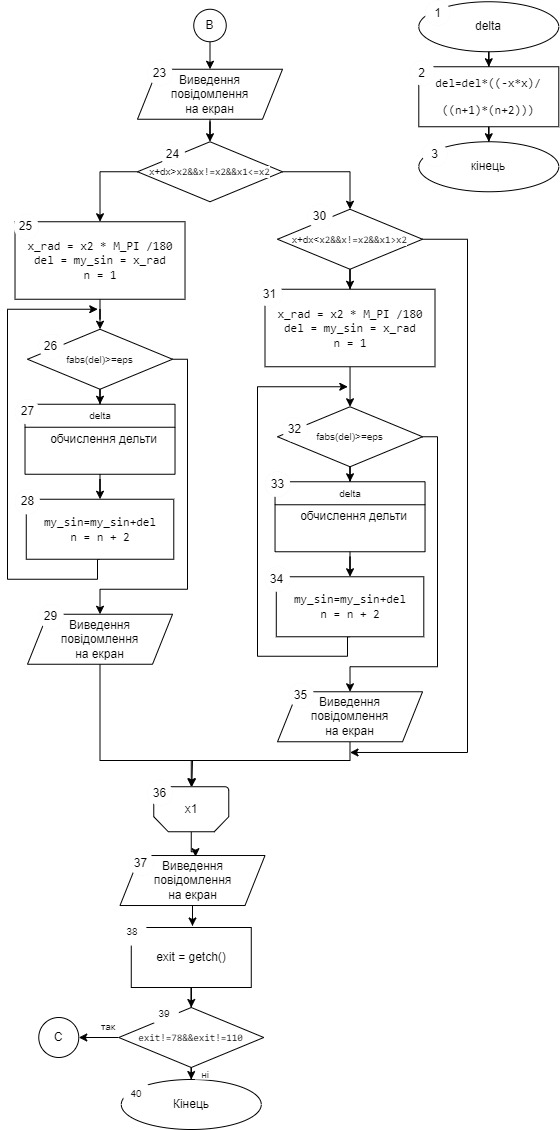 B
23
Виведення
повідомлення
на екран
24
x+dx>x2&&x!=x2&&x1<=x2
25
x_rad = x2 * M_PI /180
del = my_sin = x_rad
n = 1
26
fabs(del)>=eps
27
delta
обчислення дельти
28
my_sin=my_sin+del
n = n + 2
29
Виведення
повідомлення
на екран
30
x+dx<x2&&x!=x2&&x1>x2
31
x_rad = x2 * M_PI /180
del = my_sin = x_rad
n = 1
32
fabs(del)>=eps
33
delta
обчислення дельти
34
my_sin=my_sin+del
n = n + 2
35
Виведення
повідомлення
на екран
36
x1
37
Виведення
повідомлення
на екран
38
exit = getch()
39
exit!=78&&exit!=110
так
C
ні
40
Кінець
1
delta
2
del=del*((-x*x)/
((n+1)*(n+2)))
3
кінець